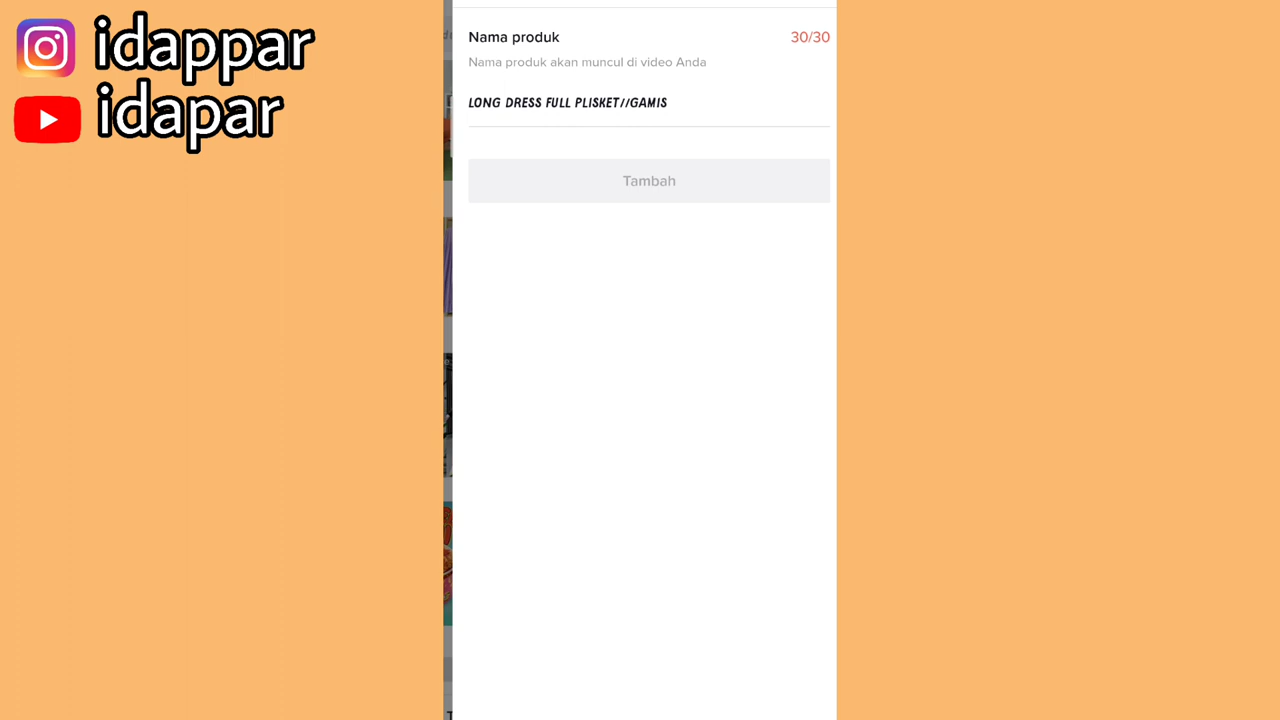 idappar
idapar
Nama produk
30/30
Nama produk akan muncul di video Anda
LONG DRESS FULL PLISKET//GAMIS
Tambah